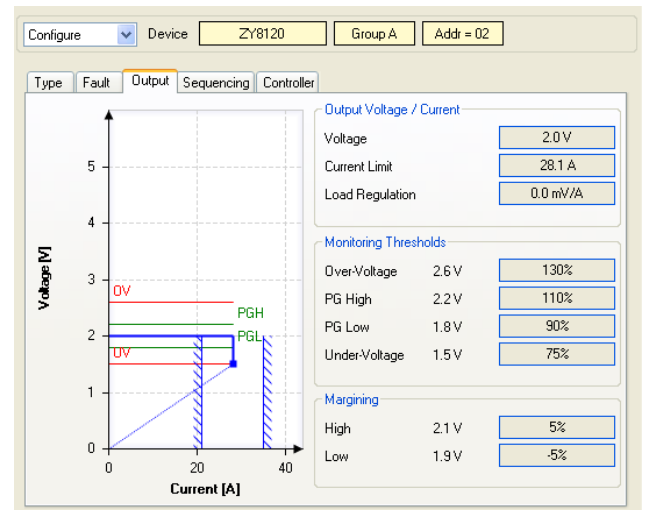 Configure Device ZY8120 Group A Addr = 02
Type Fault Output Sequencing Controller
Voltage [V]
5
4
3
2
1
0
0 20 40
Current [A]
OV
PGH
PGL
OV
Output Voltage / Current
Voltage 2.0 V
Current Limit 28.1 A
Load Regulation 0.0 mV/A
Monitoring Thresholds
Over-Voltage 2.6 V 130%
PG High 2.2 V 110%
PG Low 1.8 V 90%
Under-Voltage 1.5 V 75%
Margining
High 2.1 V 5%
Low 1.9 V -5%